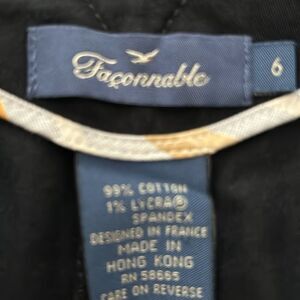 Façonnable
6
99% COTTON
1% LYCRA®
SPANDEX
DESIGNED IN FRANCE
MADE IN
HONG KONG
RN 58665
CARE ON REVERSE